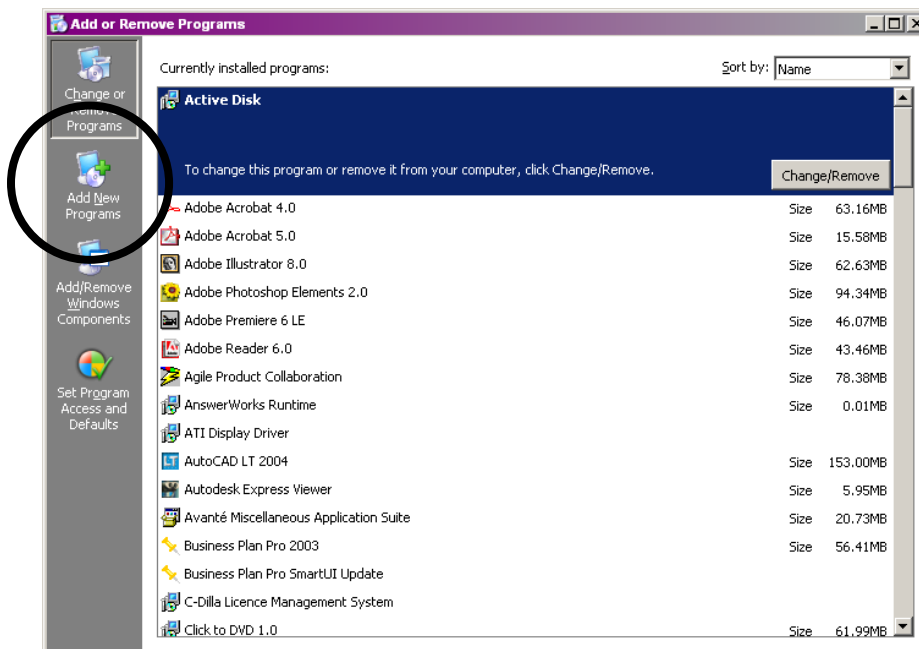 Add or Remove Programs
Change or
Remove
Programs
Add New
Programs
Add/Remove
Windows
Components
Set Program
Access and
Defaults
Currently installed programs:
Sort by: Name
Active Disk
To change this program or remove it from your computer, click Change/Remove.
Change/Remove
Adobe Acrobat 4.0 Size 63.16MB
Adobe Acrobat 5.0 Size 15.58MB
Adobe Illustrator 8.0 Size 62.63MB
Adobe Photoshop Elements 2.0 Size 94.34MB
Adobe Premiere 6 LE Size 46.07MB
Adobe Reader 6.0 Size 43.46MB
Agile Product Collaboration Size 78.38MB
AnswerWorks Runtime Size 0.01MB
ATI Display Driver
AutoCAD LT 2004 Size 153.00MB
Autodesk Express Viewer Size 5.95MB
Avanté Miscellaneous Application Suite Size 20.73MB
Business Plan Pro 2003 Size 56.41MB
Business Plan Pro SmartUI Update
C-Dilla Licence Management System
Click to DVD 1.0 Size 61.99MB